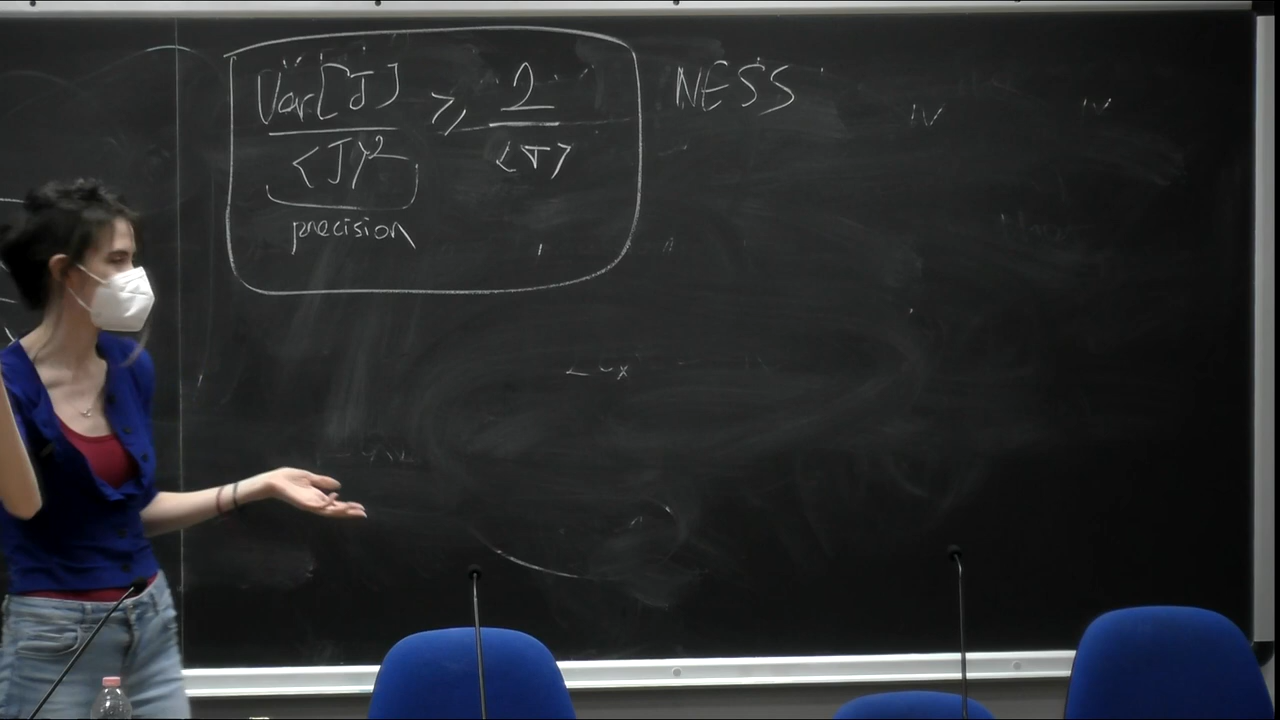 Var[J] / <J>² ≥ 2 / <σ> NESS
precision